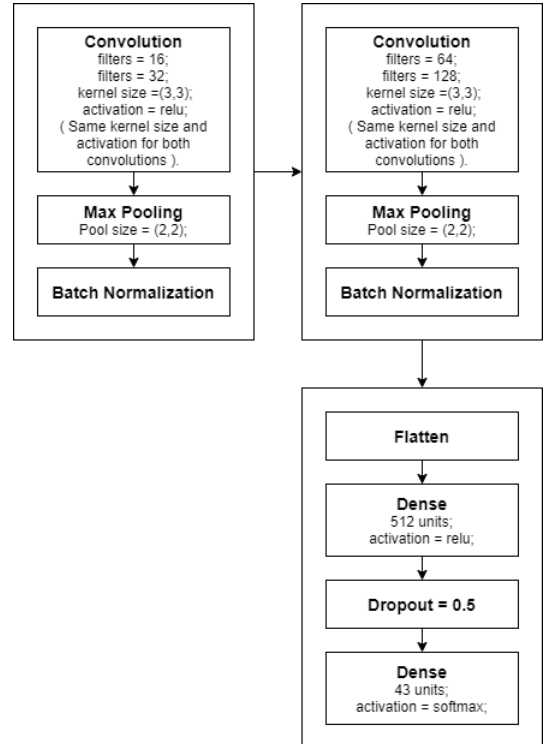 Convolution
filters = 16;
filters = 32;
kernel size =(3,3);
activation = relu;
( Same kernel size and
activation for both
convolutions ).
Max Pooling
Pool size = (2,2);
Batch Normalization
Convolution
filters = 64;
filters = 128;
kernel size =(3,3);
activation = relu;
( Same kernel size and
activation for both
convolutions ).
Max Pooling
Pool size = (2,2);
Batch Normalization
Flatten
Dense
512 units;
activation = relu;
Dropout = 0.5
Dense
43 units;
activation = softmax;